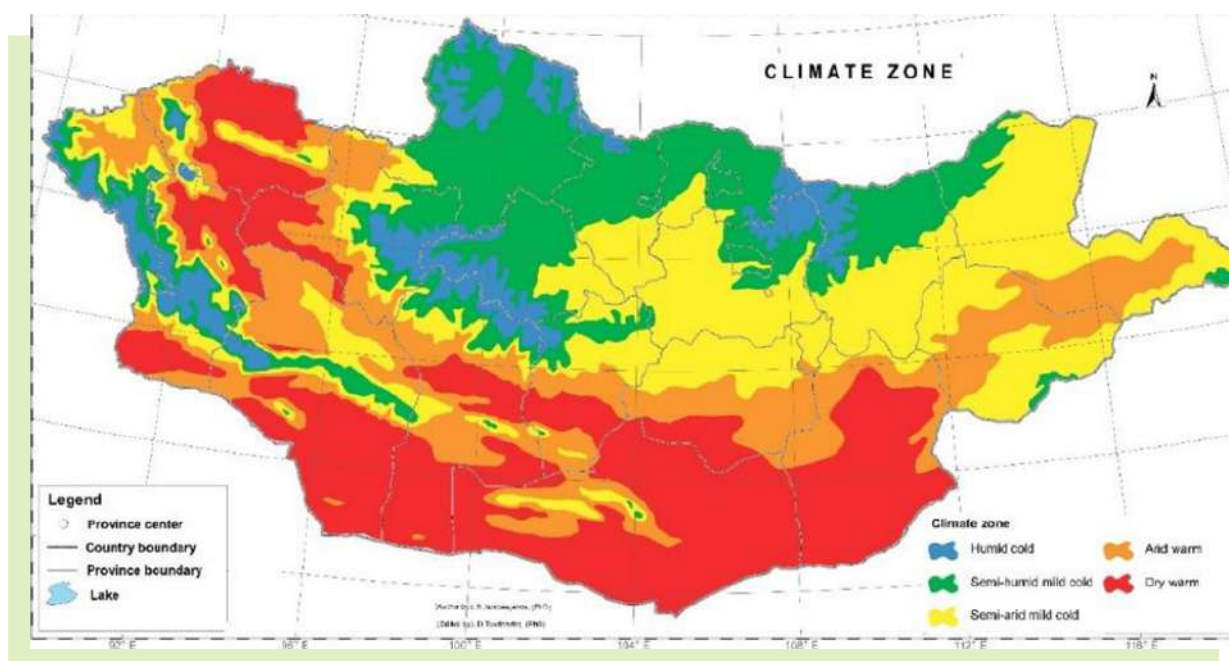 CLIMATE ZONE
N
Legend
Province center
Country boundary
Province boundary
Lake
Climate zone
Humid cold
Semi-humid mild cold
Semi-arid mild cold
Arid warm
Dry warm
92°E
96°E
100°E
104°E
108°E
112°E
116°E